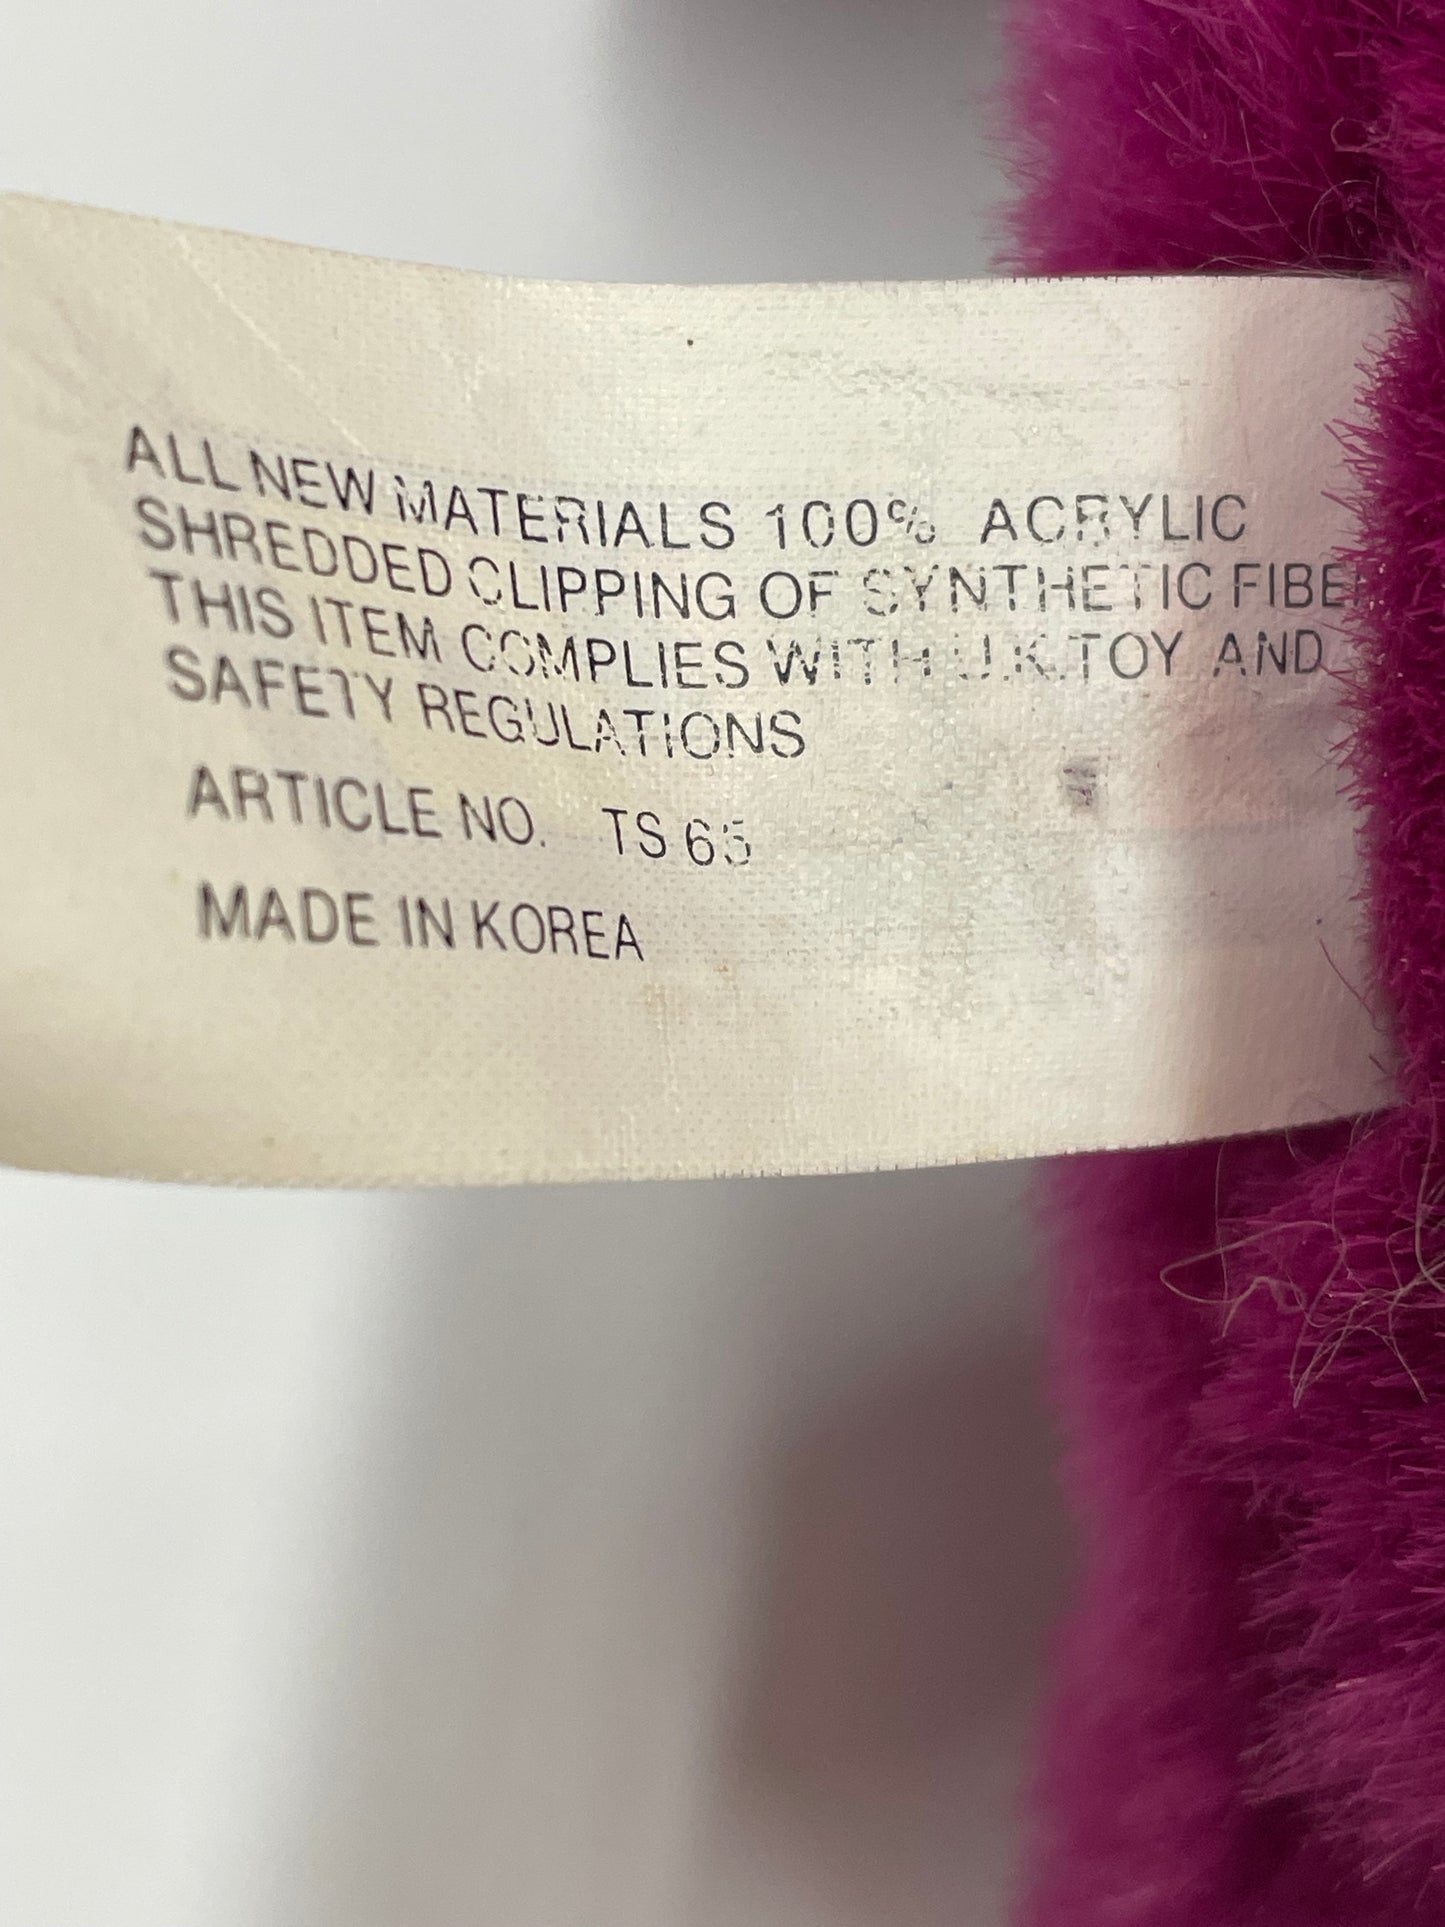 ALL NEW MATERIALS 100% ACRYLIC
SHREDDED CLIPPING OF SYNTHETIC FIBER
THIS ITEM COMPLIES WITH U.K. TOY AND
SAFETY REGULATIONS
ARTICLE NO. TS 65
MADE IN KOREA